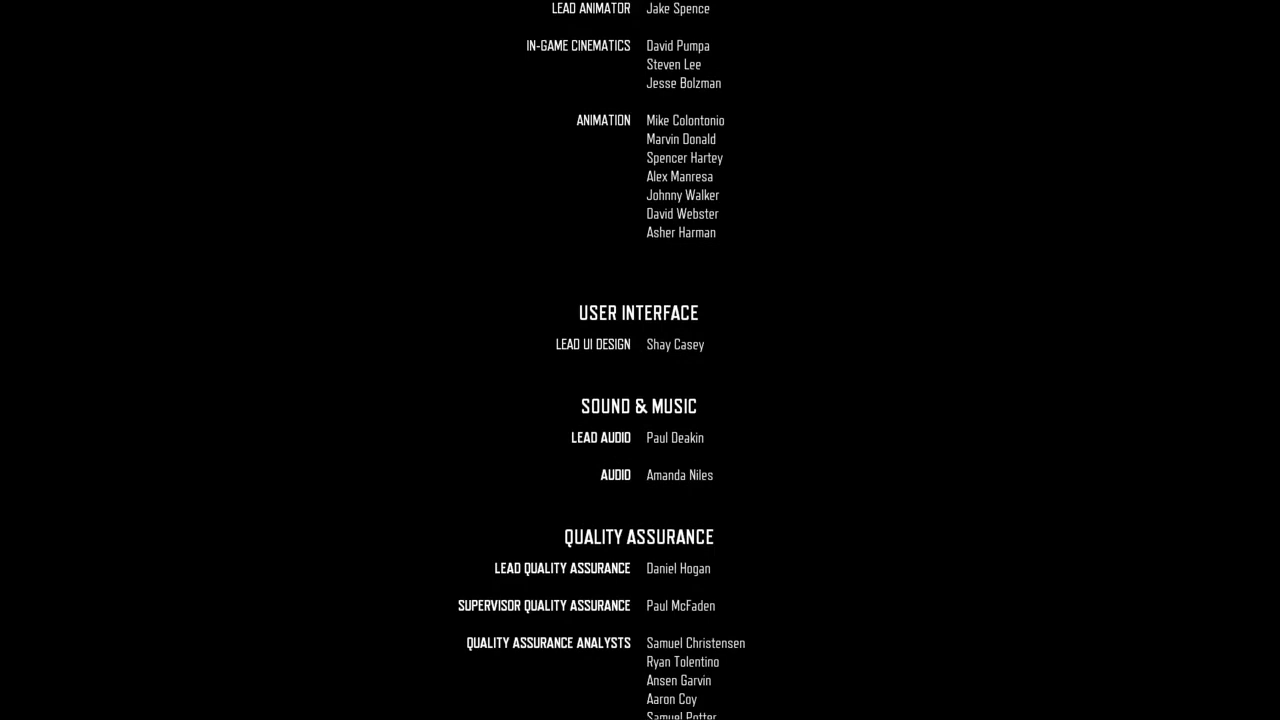 LEAD ANIMATOR Jake Spence
IN-GAME CINEMATICS David Pumpa
Steven Lee
Jesse Bolzman
ANIMATION Mike Colontonio
Marvin Donald
Spencer Hartey
Alex Manresa
Johnny Walker
David Webster
Asher Harman
USER INTERFACE
LEAD UI DESIGN Shay Casey
SOUND & MUSIC
LEAD AUDIO Paul Deakin
AUDIO Amanda Niles
QUALITY ASSURANCE
LEAD QUALITY ASSURANCE Daniel Hogan
SUPERVISOR QUALITY ASSURANCE Paul McFaden
QUALITY ASSURANCE ANALYSTS Samuel Christensen
Ryan Tolentino
Ansen Garvin
Aaron Coy
Samuel Potter